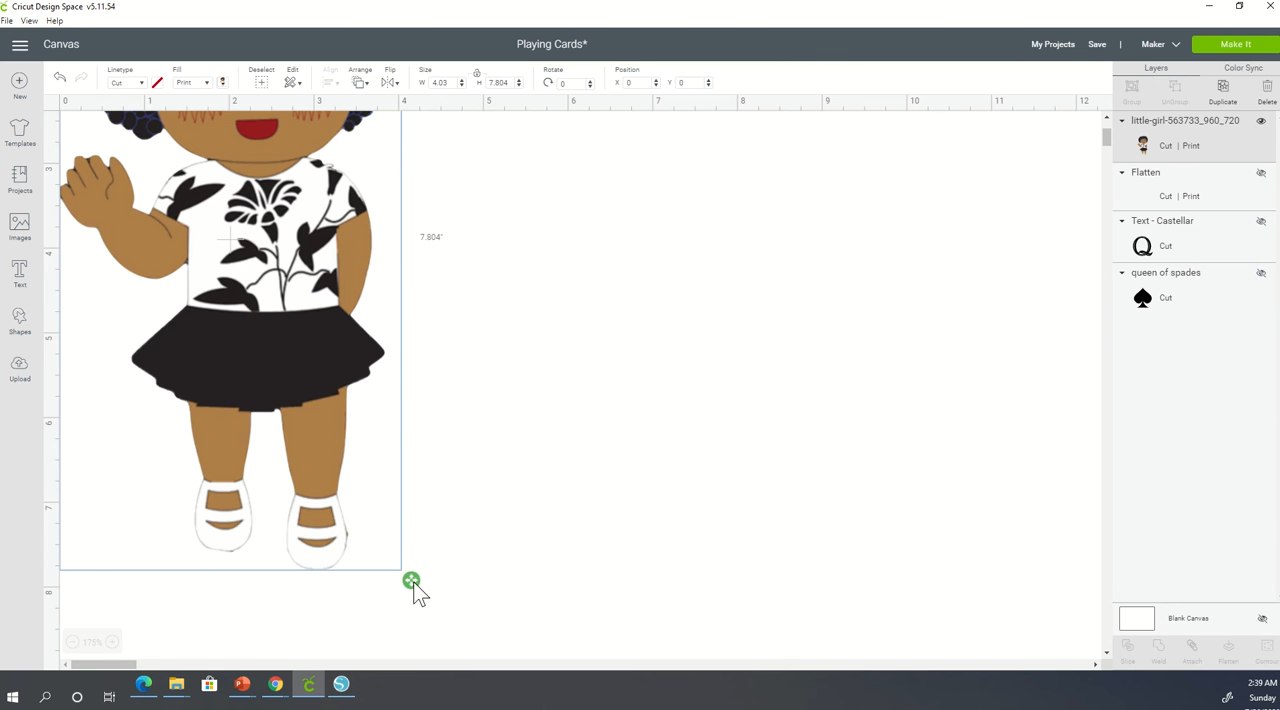 Cricut Design Space v5.11.54
File View Help
Canvas
Playing Cards*
My Projects Save | Maker Make It
Linetype Fill Deselect Edit Align Arrange Flip Size Rotate Position
Cut Print W 4.03 H 7.804 0 X 0 Y 0
Layers Color Sync
Group UnGroup Duplicate Delete
0 1 2 3 4 5 6 7 8 9 10 11 12
3
4
5
6
7
8
New
Templates
Projects
Images
Text
Shapes
Upload
7.804"
little-girl-563733_960_720
Cut | Print
Flatten
Cut | Print
Text - Castellar
Q Cut
queen of spades
Cut
Blank Canvas
Slice Weld Attach Flatten Contour
175%
2:39 AM
Sunday